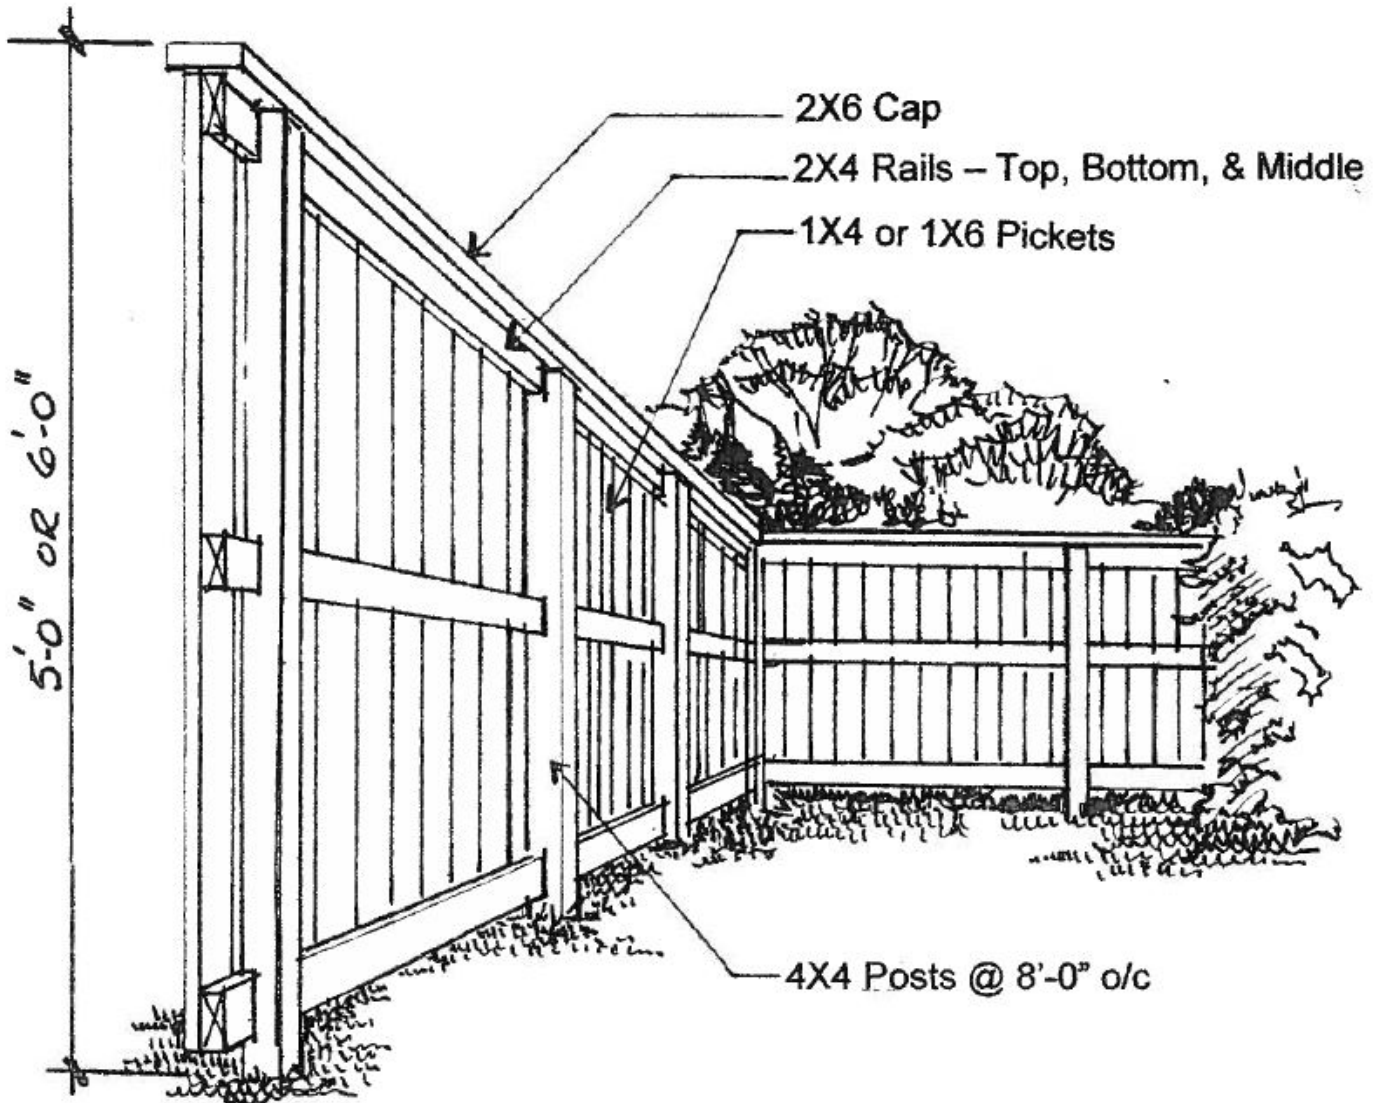 2X6 Cap
2X4 Rails – Top, Bottom, & Middle
1X4 or 1X6 Pickets
5'-0" OR 6'-0"
4X4 Posts @ 8'-0" o/c